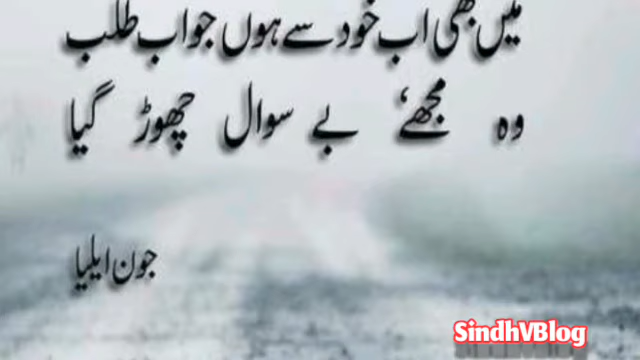 میں بھی اب خود سے ہوں جواب طلب
وہ مجھے، بے سوال چھوڑ گیا
جون ایلیا
SindhVBlog